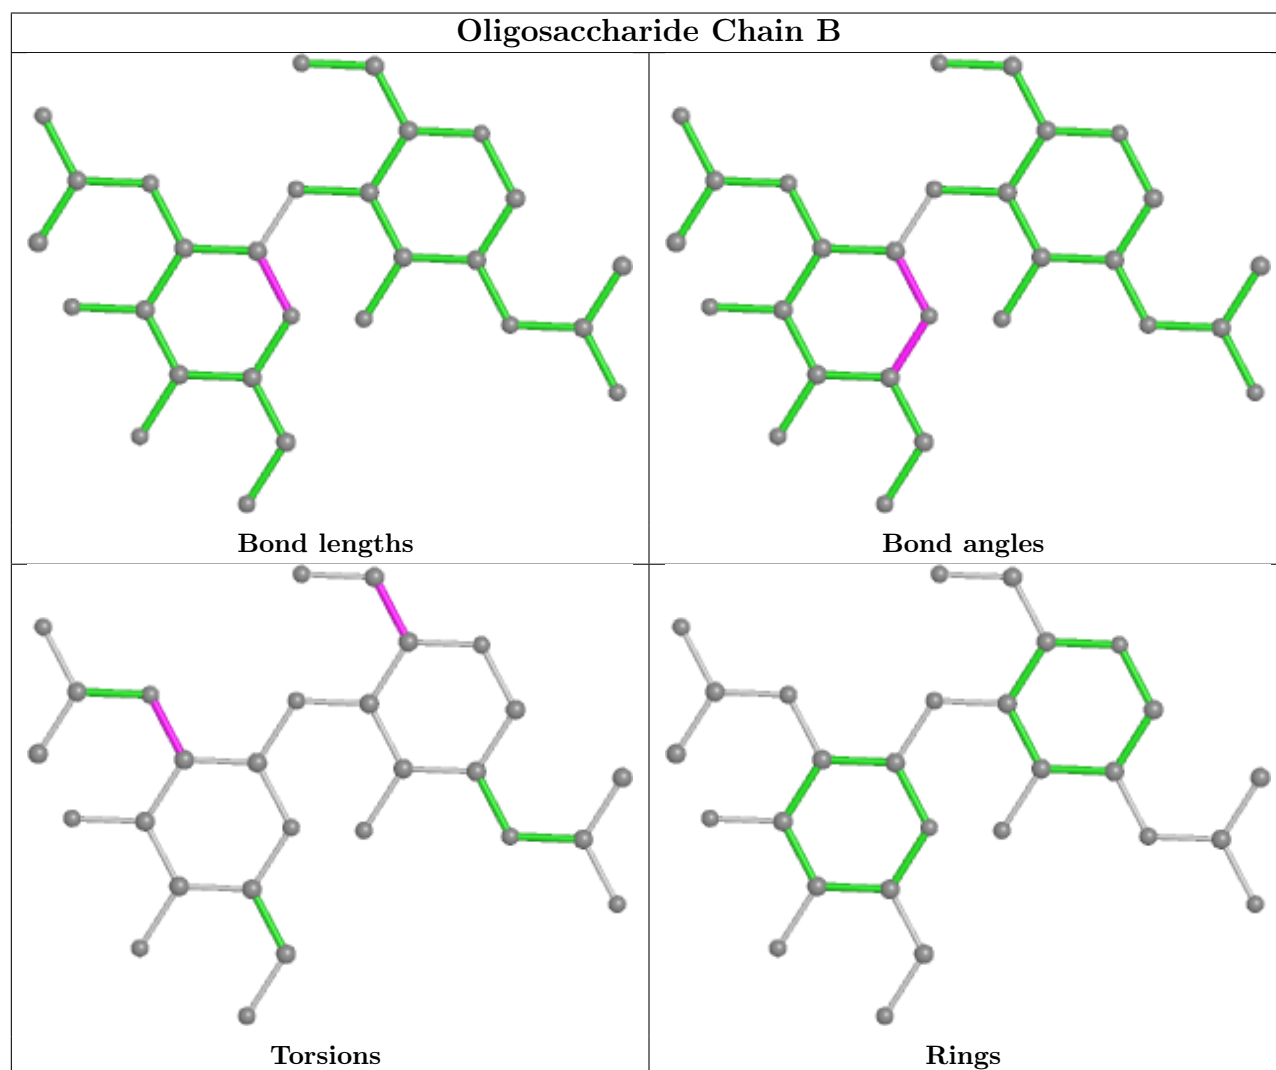 Oligosaccharide Chain B
Bond lengths
Bond angles
Torsions
Rings